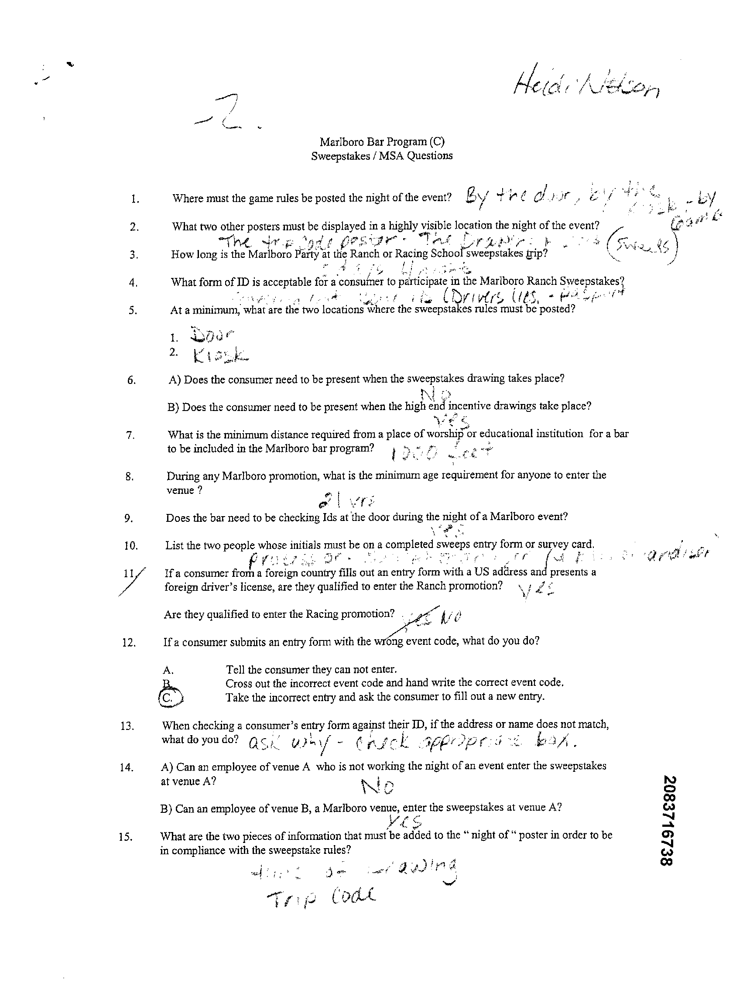 Heidi Nelson
-2.
Marlboro Bar Program (C)
Sweepstakes / MSA Questions
1. Where must the game rules be posted the night of the event? By the door, by the kiosk - by Game
2. What two other posters must be displayed in a highly visible location the night of the event?
The trip code poster - The Drawing (Sweeps)
3. How long is the Marlboro Party at the Ranch or Racing School sweepstakes trip?
4. What form of ID is acceptable for a consumer to participate in the Marlboro Ranch Sweepstakes?
(Drivers lies. - passport
5. At a minimum, what are the two locations where the sweepstakes rules must be posted?
1. Door
2. Kiosk
6. A) Does the consumer need to be present when the sweepstakes drawing takes place?
No
B) Does the consumer need to be present when the high end incentive drawings take place?
Yes
7. What is the minimum distance required from a place of worship or educational institution for a bar
to be included in the Marlboro bar program? 1000 feet
8. During any Marlboro promotion, what is the minimum age requirement for anyone to enter the
venue ?
21 yrs
9. Does the bar need to be checking Ids at the door during the night of a Marlboro event?
Yes
10. List the two people whose initials must be on a completed sweeps entry form or survey card.
processor -
11. If a consumer from a foreign country fills out an entry form with a US address and presents a
foreign driver's license, are they qualified to enter the Ranch promotion? Yes
Are they qualified to enter the Racing promotion? yes No
12. If a consumer submits an entry form with the wrong event code, what do you do?
A. Tell the consumer they can not enter.
B. Cross out the incorrect event code and hand write the correct event code.
C. Take the incorrect entry and ask the consumer to fill out a new entry.
13. When checking a consumer's entry form against their ID, if the address or name does not match,
what do you do? ask why - check appropriate box.
14. A) Can an employee of venue A who is not working the night of an event enter the sweepstakes
at venue A?
No
B) Can an employee of venue B, a Marlboro venue, enter the sweepstakes at venue A?
Yes
15. What are the two pieces of information that must be added to the " night of " poster in order to be
in compliance with the sweepstake rules?
time of drawing
Trip Code
2083716738